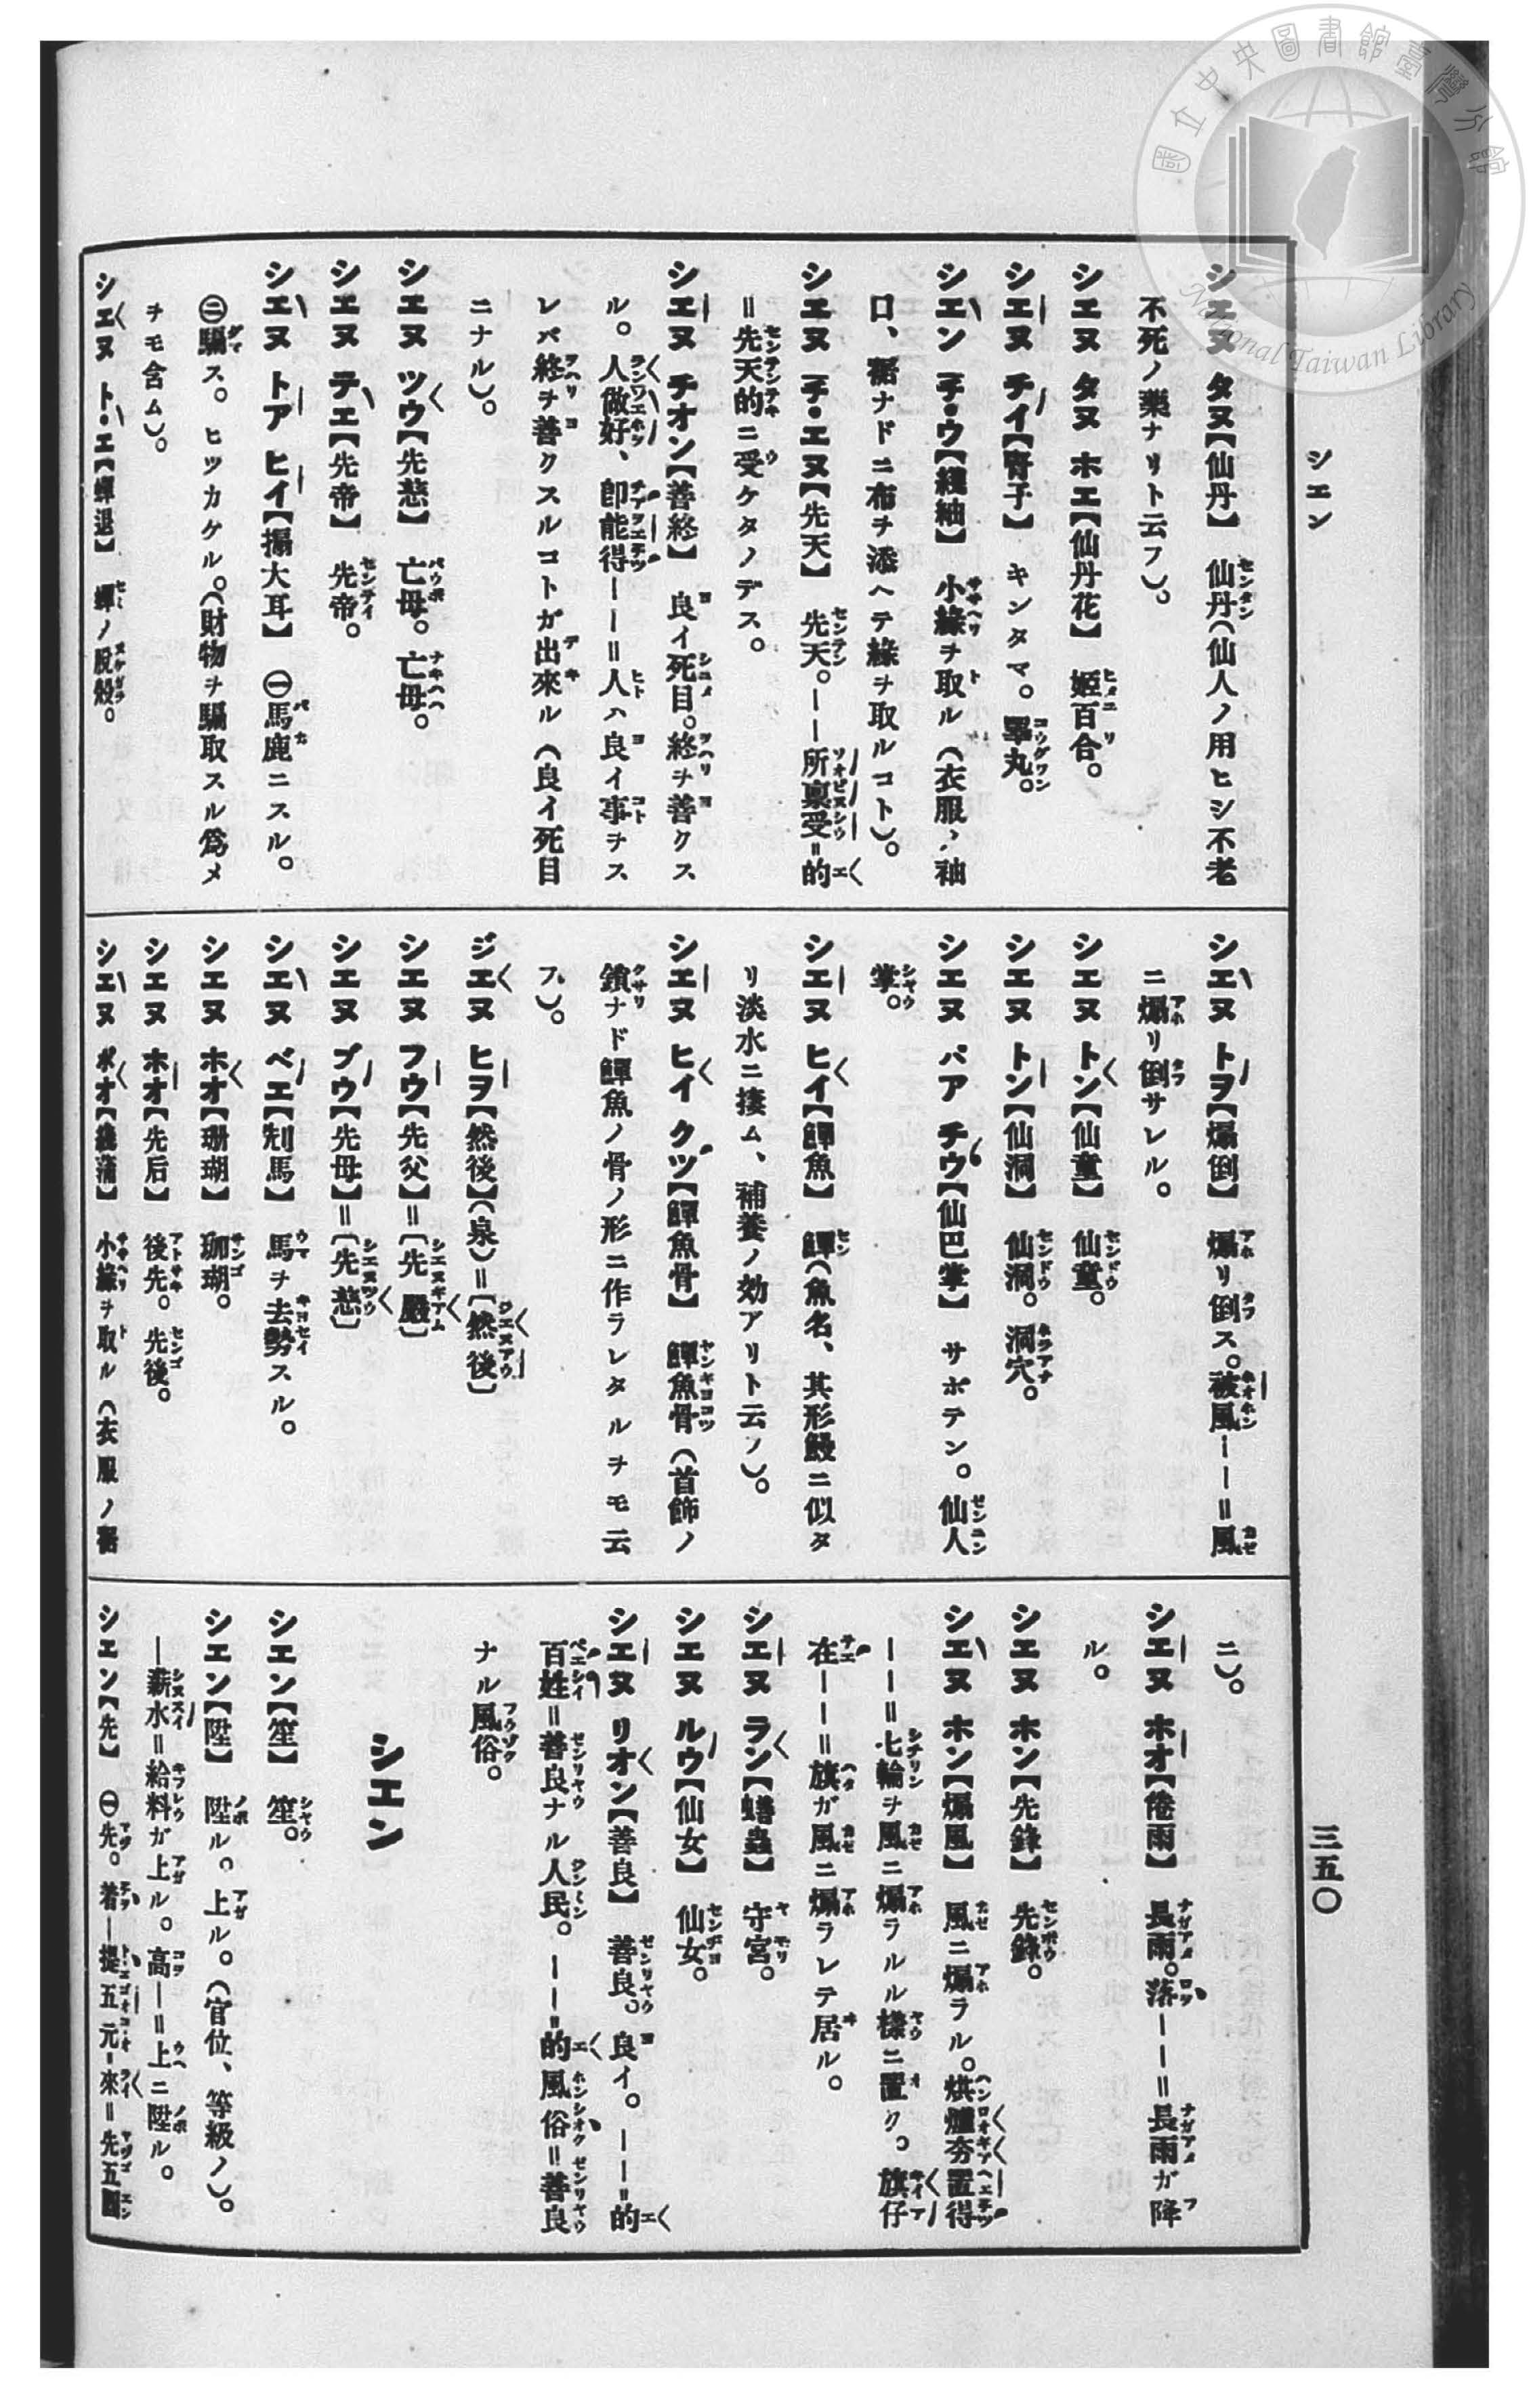 國立中央圖書館臺灣分館
National Taiwan Library
シエン
三五〇
シエヌ タヌ【仙丹】 仙丹(仙人ノ用ヒシ不老
不死ノ藥ナリト云フ)。
シエヌ タヌ ホエ【仙丹花】 姬百合。
シエヌ チイ【腎子】 キンタマ。睪丸。
シエン 𛄡・ウ【綫紬】 小緣ヲ取ル(衣服ノ袖
口、裾ナドニ布ヲ添ヘテ緣ヲ取ルコト)。
シエヌ チ・エヌ【先天】 先天。——所稟受=的
=先天的ニ受ケタノデス。
シエヌ チオン【善終】 良イ死目。終ヲ善クス
ル。人做好、卽能得——=人ハ良イ事ヲス
レバ終ヲ善クスルコトガ出來ル(良イ死目
ニナル)。
シエヌ ツウ【先慈】 亡母。亡母。
シエヌ テエ【先帝】 先帝。
シエヌ トア ヒイ【搧大耳】 ㊀馬鹿ニスル。
㊁騙ス。ヒツカケル。(財物ヲ騙取スル爲メ
ヲモ含ム)。
シエヌ ト・エ【蟬退】 蟬ノ脫殼。
シエヌ トヲ【煽倒】 煽リ倒ス。被風——=風
ニ煽リ倒サレル。
シエヌ トン【仙童】 仙童。
シエヌ トン【仙洞】 仙洞。洞穴。
シエヌ パア チウ【仙巴掌】 サボテン。仙人
掌。
シエヌ ヒイ【鱓魚】 鱓(魚名、其形鰻ニ似タ
リ淡水ニ棲ム、補養ノ効アリト云フ)。
シエヌ ヒイ クツ【鱓魚骨】 鱓魚骨(首飾ノ
鎖ナド鱓魚ノ骨ノ形ニ作ラレタルヲモ云
フ)。
ジエヌ ヒヲ【然後】(泉)=〔然後〕
シエヌ フウ【先父】=〔先嚴〕
シエヌ ブウ【先母】=〔先慈〕
シエヌ ベエ【刣馬】 馬ヲ去勢スル。
シエヌ ホオ【珊瑚】 珊瑚。
シエヌ ホオ【先后】 後先。先後。
シエヌ ポオ【綫蒲】 小緣ヲ取ル(衣服ノ裾
ニ)。
シエヌ ホオ【倦雨】 長雨。落——=長雨ガ降
ル。
シエヌ ホン【先鋒】 先鋒。
シエヌ ホン【煽風】 風ニ煽ラル。烘爐夯置得
——=七輪ヲ風ニ煽ラルル樣ニ置ク。旗仔
在——=旗ガ風ニ煽ラレテ居ル。
シエヌ ラン【蟮蟲】 守宮。
シエヌ ルウ【仙女】 仙女。
シエヌ リオン【善良】 善良。良イ。——=的
百姓=善良ナル人民。——=的風俗=善良
ナル風俗。
シエン
シエン【笙】 笙。
シエン【陞】 陞ル。上ル。(官位、等級ノ)。
—薪水=給料ガ上ル。高—=上ニ陞ル。
シエン【先】 ㊀先。着—提五元-來=先五圓